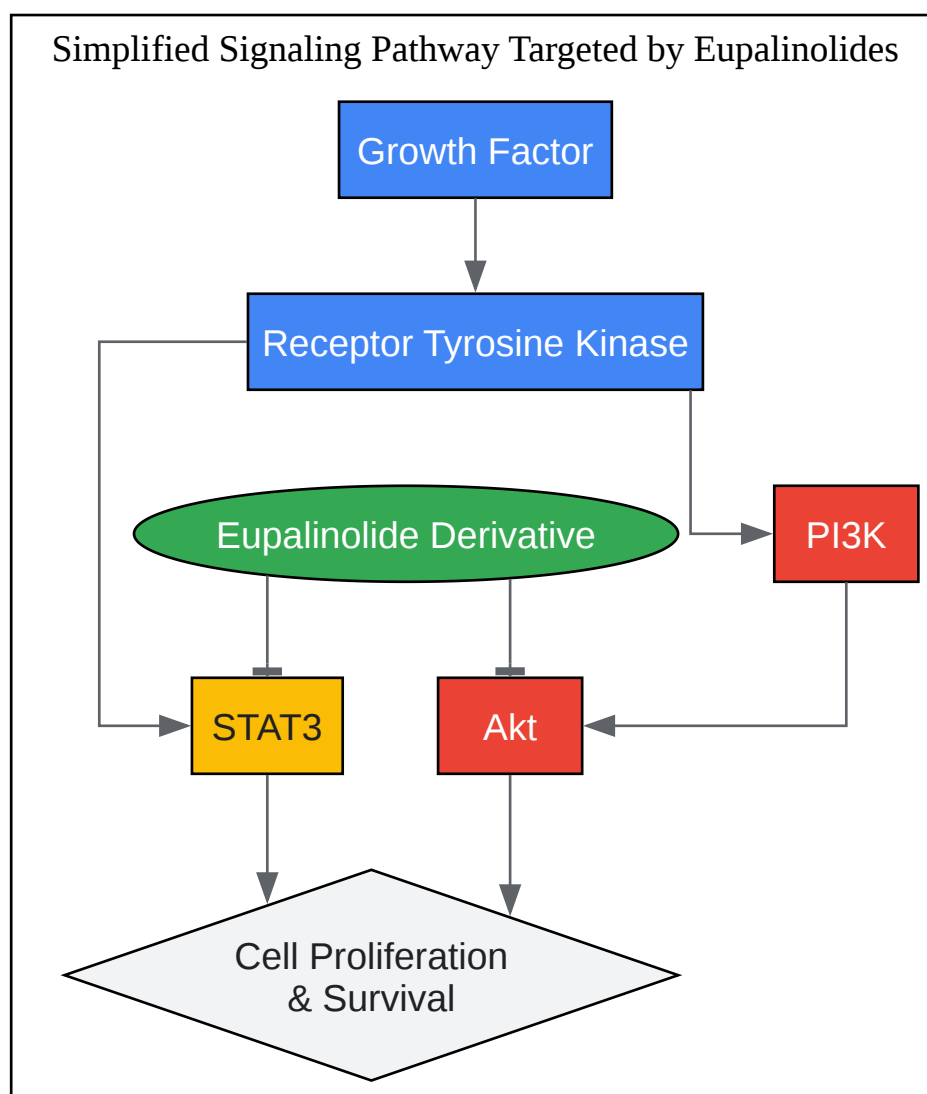 Simplified Signaling Pathway Targeted by Eupalinolides
Growth Factor
Receptor Tyrosine Kinase
Eupalinolide Derivative
PI3K
STAT3
Akt
Cell Proliferation
& Survival